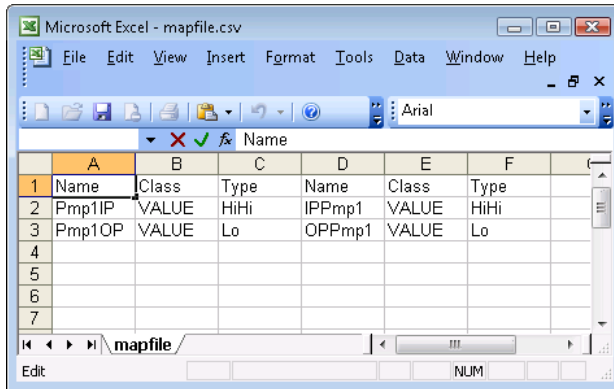 Microsoft Excel - mapfile.csv
File Edit View Insert Format Tools Data Window Help
Arial
Name
A B C D E F
1 Name Class Type Name Class Type
2 Pmp1IP VALUE HiHi IPPmp1 VALUE HiHi
3 Pmp1OP VALUE Lo OPPmp1 VALUE Lo
4
5
6
7
mapfile
Edit NUM